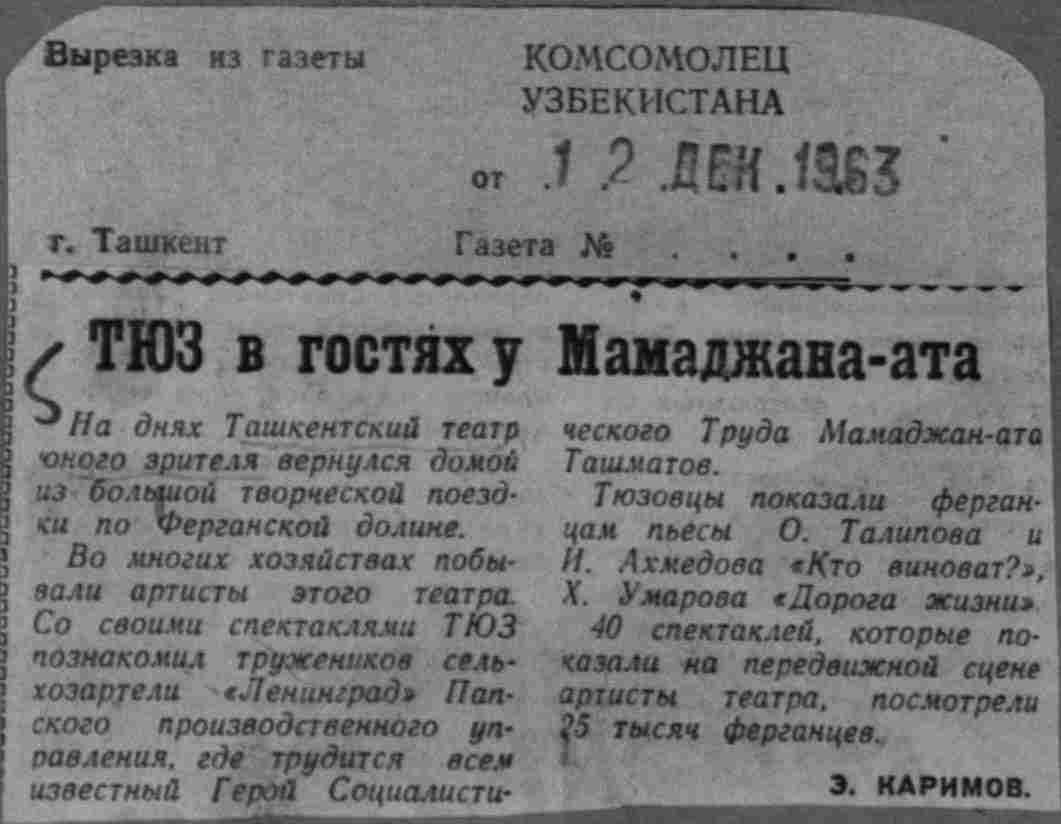 Вырезка из газеты
КОМСОМОЛЕЦ
УЗБЕКИСТАНА
от .1 .2 .ДЕК.1963
г. Ташкент Газета № . . . .
ТЮЗ в гостях у Мамаджана-ата
На днях Ташкентский театр
юного зрителя вернулся домой
из большой творческой поезд-
ки по Ферганской долине.
Во многих хозяйствах побы-
вали артисты этого театра.
Со своими спектаклями ТЮЗ
познакомил тружеников сель-
хозартели «Ленинград» Пап-
ского производственного уп-
равления, где трудится всем
известный Герой Социалисти-
ческого Труда Мамаджан-ата
Ташматов.
Тюзовцы показали ферган-
цам пьесы О. Талипова и
И. Ахмедова «Кто виноват?»,
Х. Умарова «Дорога жизни».
40 спектаклей, которые по-
казали на передвижной сцене
артисты театра, посмотрели
25 тысяч ферганцев.
Э. КАРИМОВ.